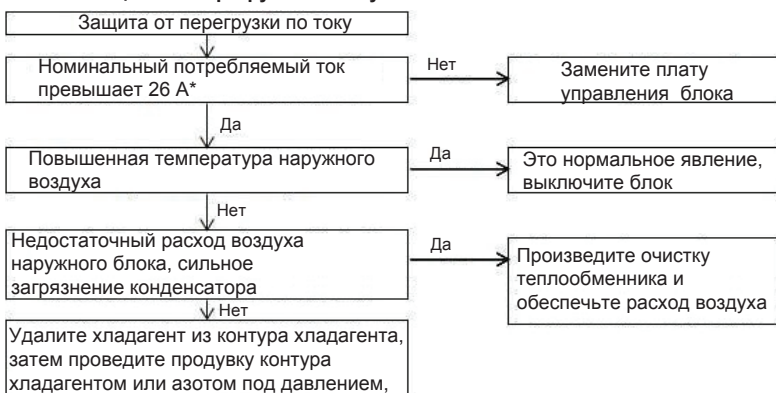 Защита от перегрузки по току
Номинальный потребляемый ток
превышает 26 А*
Нет
Замените плату
управления блока
Да
Повышенная температура наружного
воздуха
Да
Это нормальное явление,
выключите блок
Нет
Недостаточный расход воздуха
наружного блока, сильное
загрязнение конденсатора
Да
Произведите очистку
теплообменника и
обеспечьте расход воздуха
Нет
Удалите хладагент из контура хладагента,
затем проведите продувку контура
хладагентом или азотом под давлением,